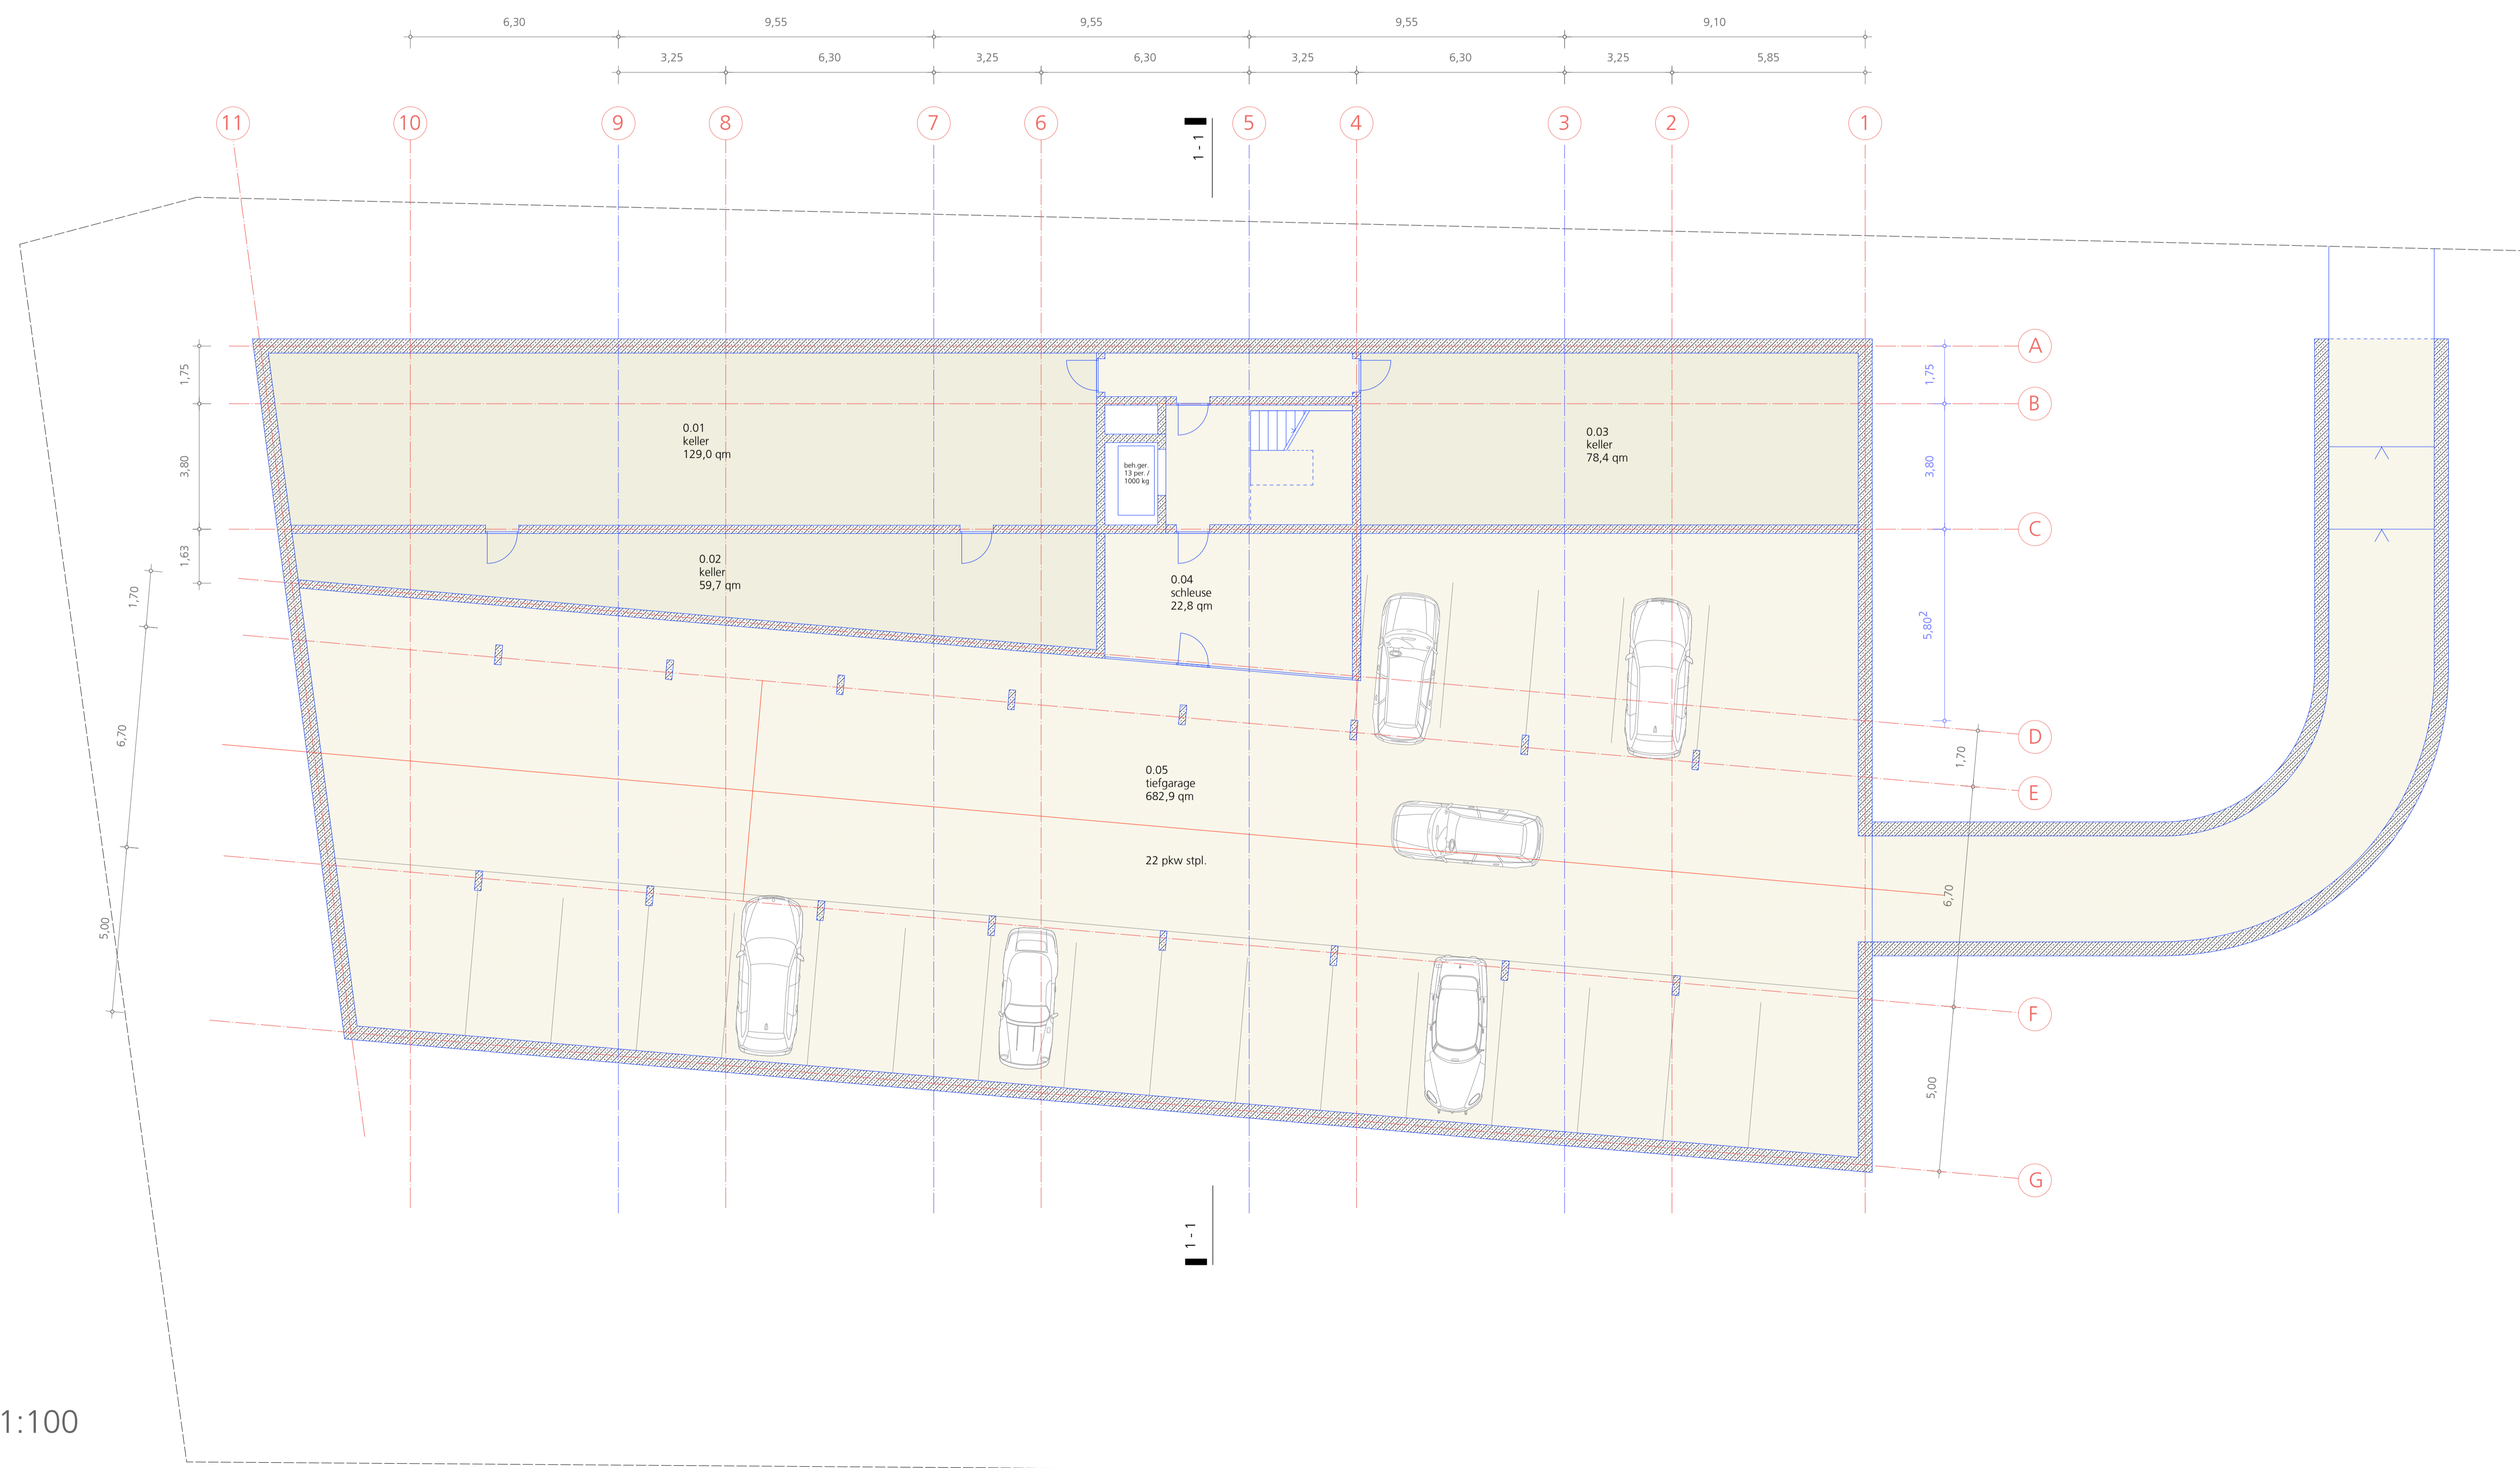 6,30 9,55 9,55 9,55 9,10
3,25 6,30 3,25 6,30 3,25 6,30 3,25 5,85
11 10 9 8 7 6 5 4 3 2 1
1 - 1
A
1,75
1,75
B
3,80
3,80
C
1,63
1,70
6,70
5,00
5,80²
D
1,70
E
6,70
F
5,00
G
0.01
keller
129,0 qm
beh.ger.
13 per. /
1000 kg
0.03
keller
78,4 qm
0.02
keller
59,7 qm
0.04
schleuse
22,8 qm
0.05
tiefgarage
682,9 qm
22 pkw stpl.
1 - 1
1:100